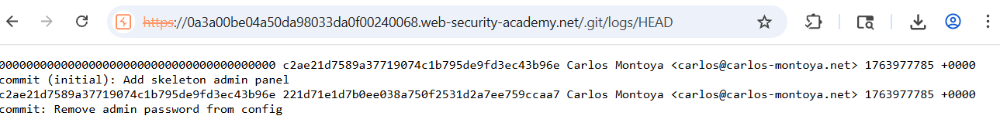 https://0a3a00be04a50da98033da0f00240068.web-security-academy.net/.git/logs/HEAD
0000000000000000000000000000000000000000 c2ae21d7589a37719074c1b795de9fd3ec43b96e Carlos Montoya <carlos@carlos-montoya.net> 1763977785 +0000
commit (initial): Add skeleton admin panel
c2ae21d7589a37719074c1b795de9fd3ec43b96e 221d71e1d7b0ee038a750f2531d2a7ee759ccaa7 Carlos Montoya <carlos@carlos-montoya.net> 1763977785 +0000
commit: Remove admin password from config